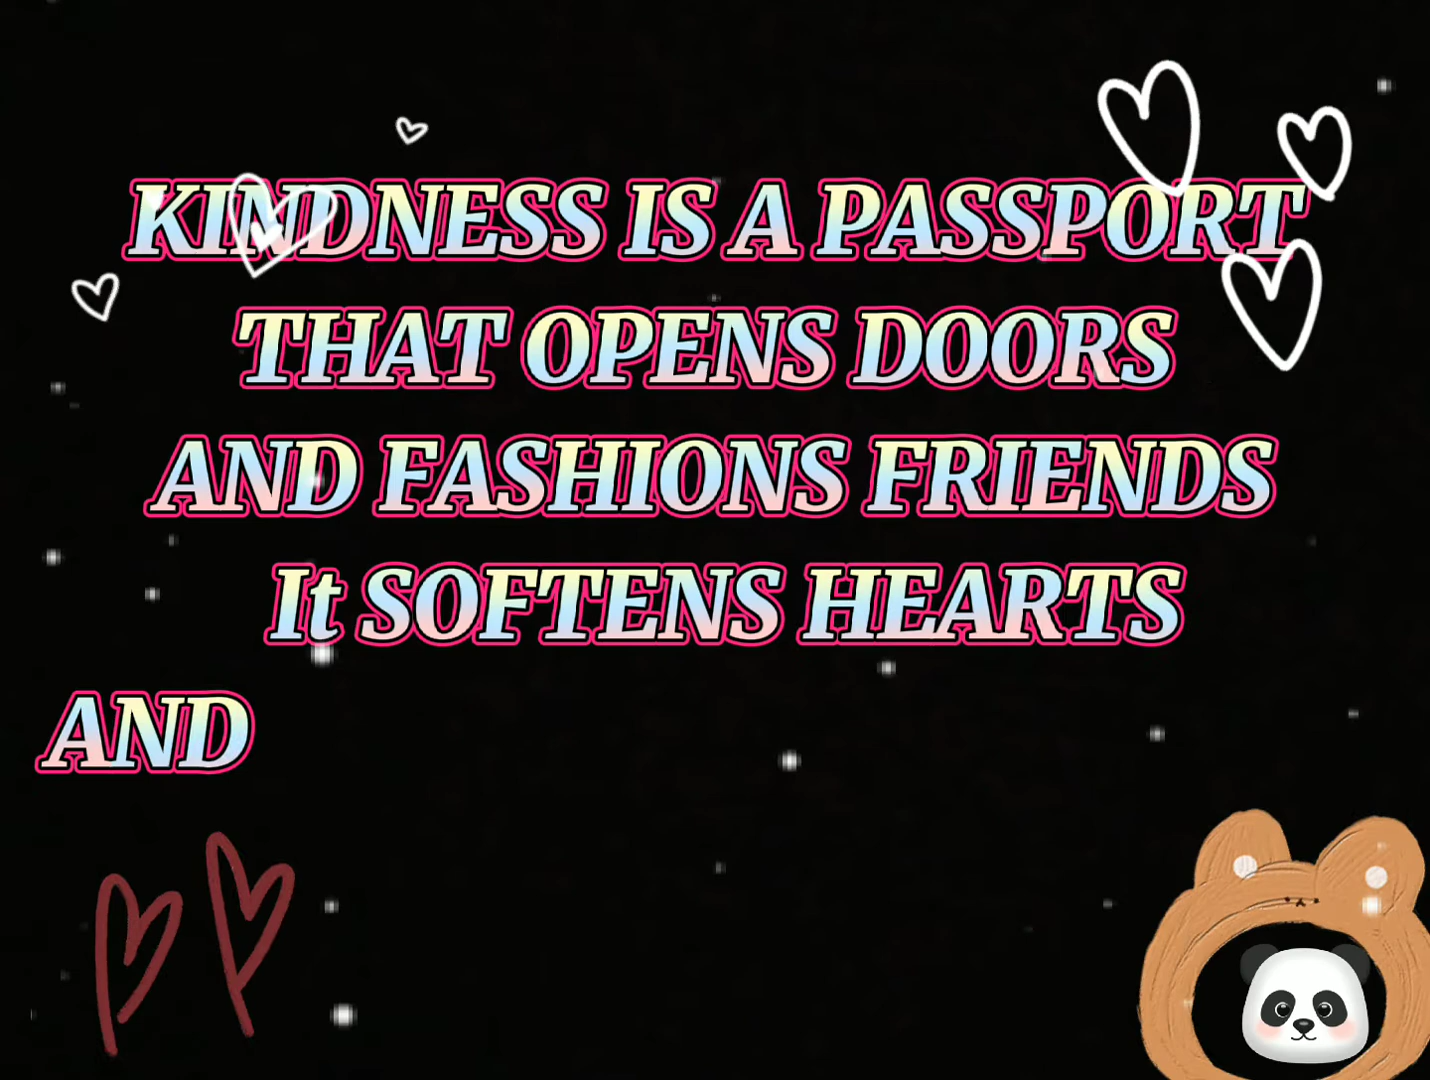 KINDNESS IS A PASSPORT
THAT OPENS DOORS
AND FASHIONS FRIENDS
It SOFTENS HEARTS
AND